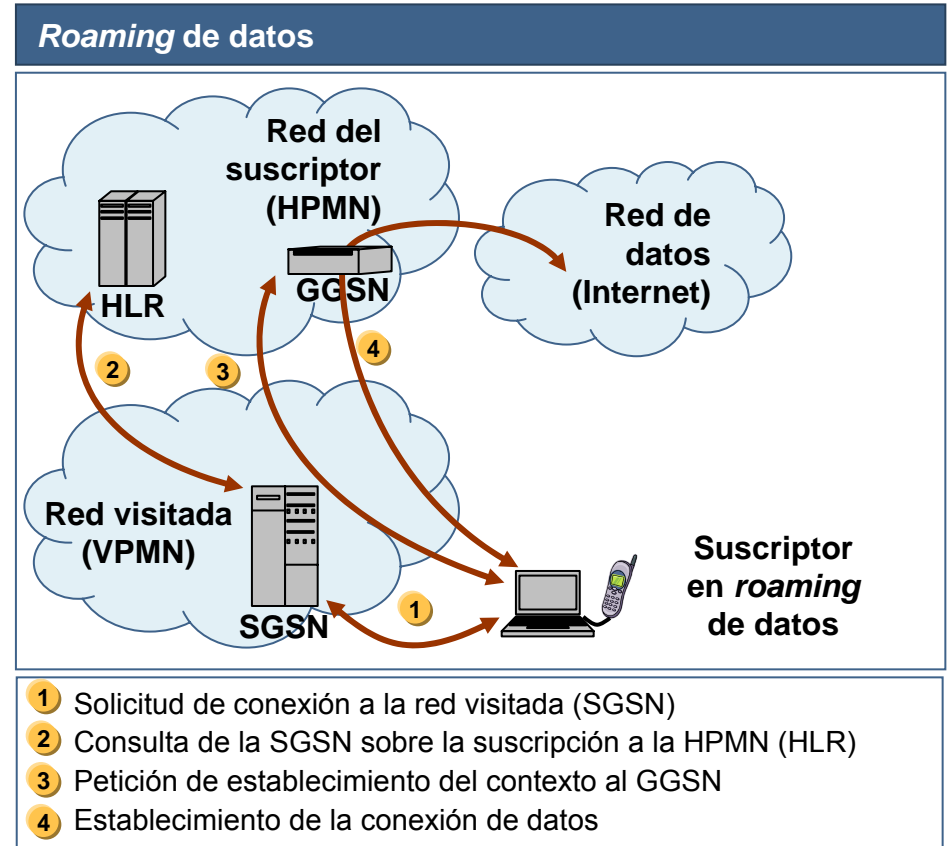 Roaming de datos
Red del
suscriptor
(HPMN)
Red de
datos
(Internet)
HLR
GGSN
2
3
4
Red visitada
(VPMN)
SGSN
1
Suscriptor
en roaming
de datos
1 Solicitud de conexión a la red visitada (SGSN)
2 Consulta de la SGSN sobre la suscripción a la HPMN (HLR)
3 Petición de establecimiento del contexto al GGSN
4 Establecimiento de la conexión de datos